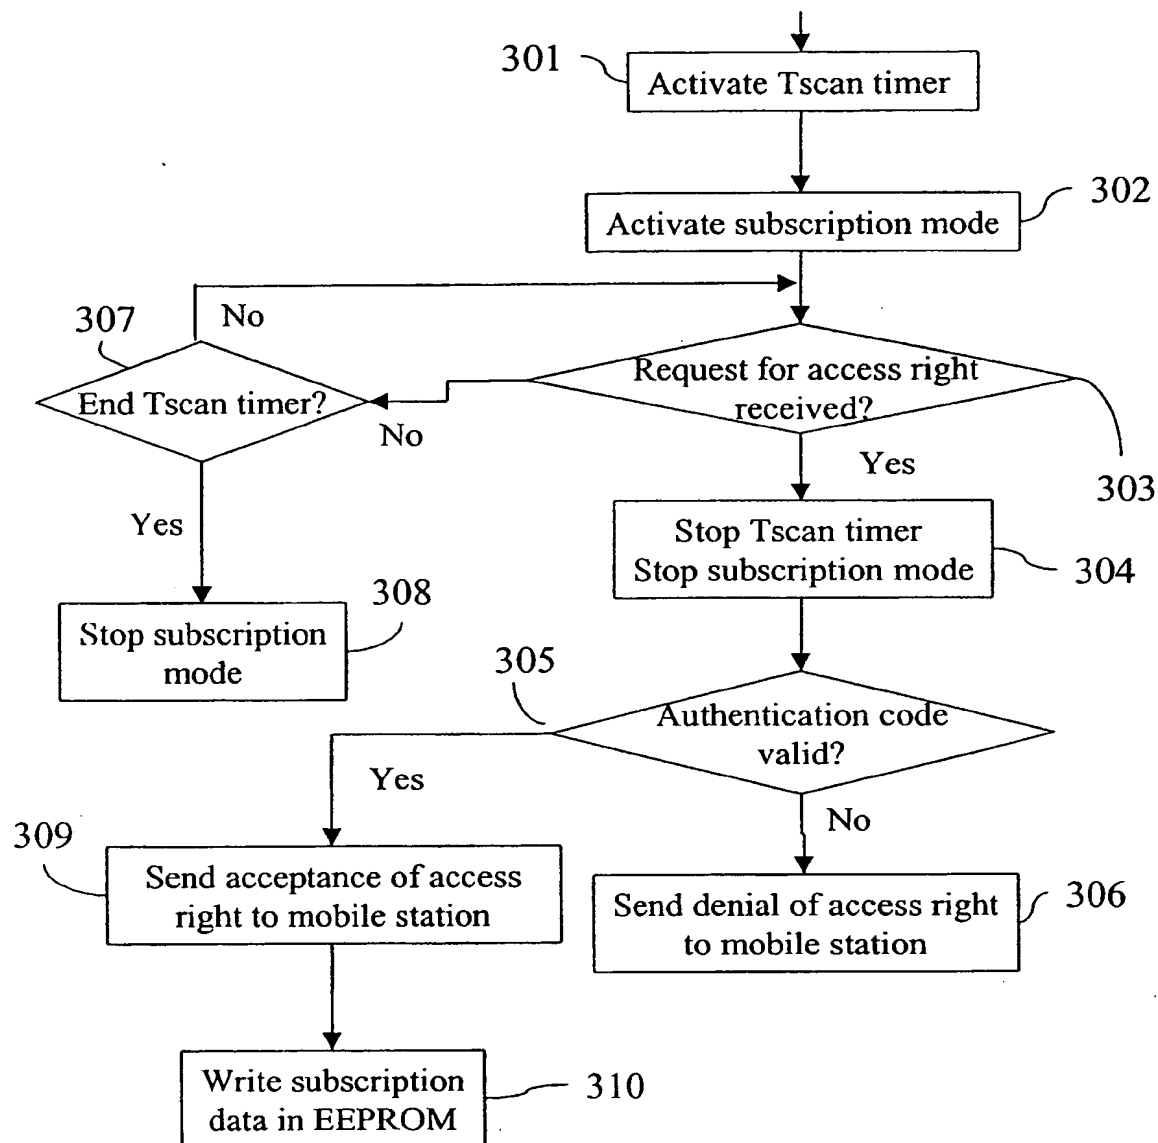 301
Activate Tscan timer
302
Activate subscription mode
307
No
Request for access right
received?
End Tscan timer?
No
303
Yes
Yes
Stop Tscan timer
Stop subscription mode
304
308
Stop subscription
mode
305
Authentication code
valid?
Yes
No
309
Send acceptance of access
right to mobile station
306
Send denial of access right
to mobile station
Write subscription
data in EEPROM
310